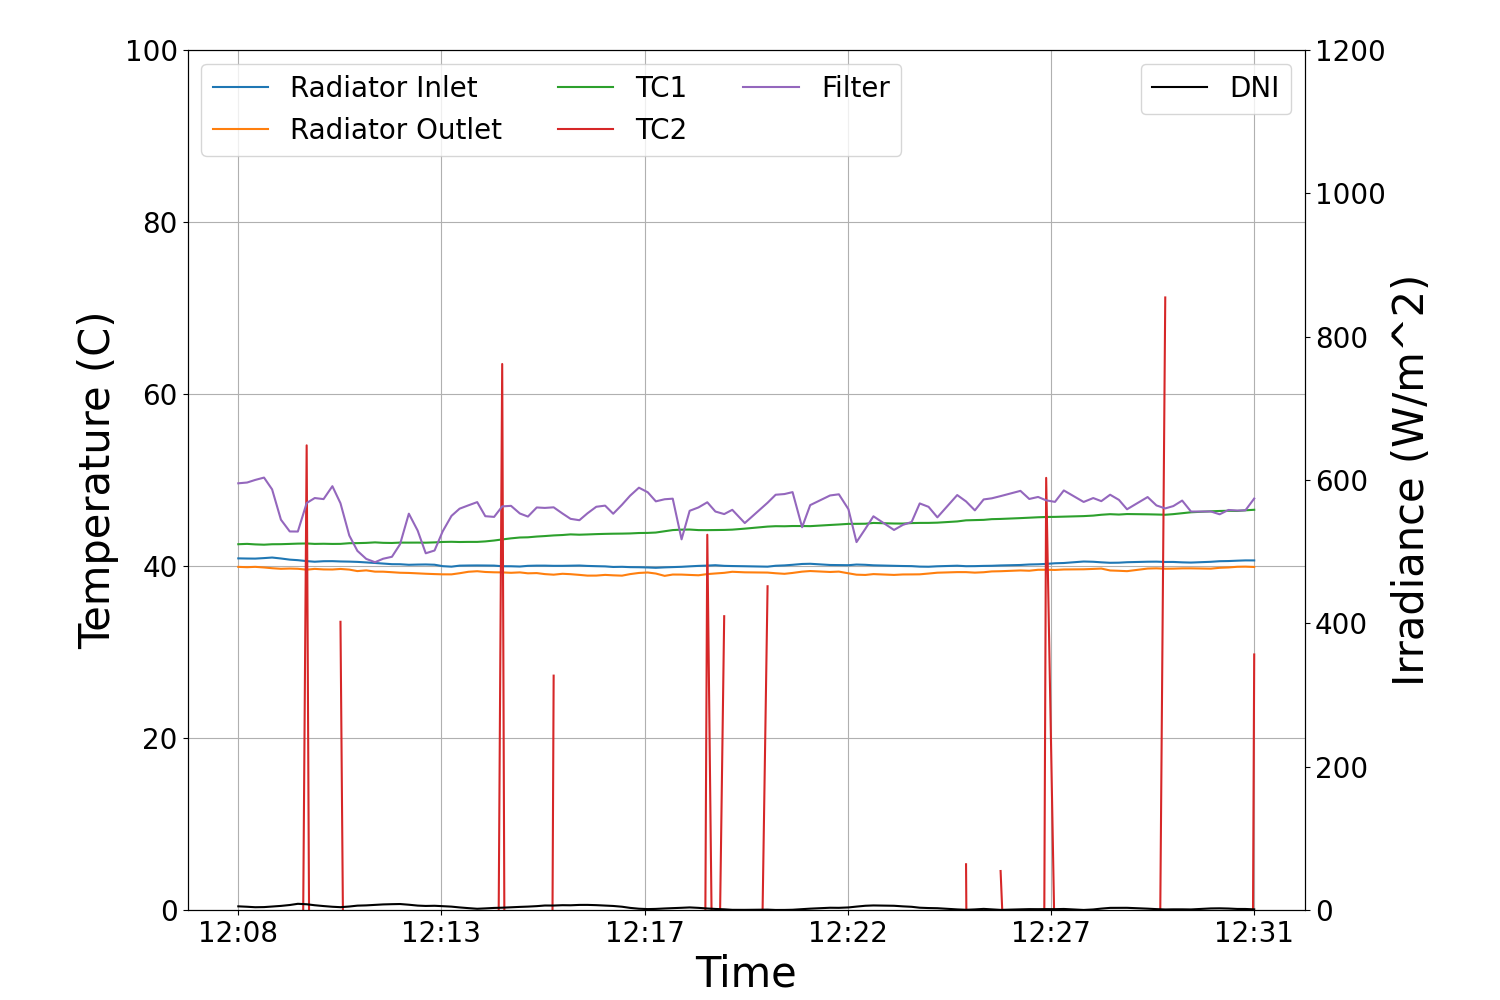 100
80
60
40
20
0
Temperature (C)
Radiator Inlet
Radiator Outlet
TC1
TC2
Filter
DNI
1200
1000
800
600
400
200
0
Irradiance (W/m^2)
12:08 12:13 12:17 12:22 12:27 12:31
Time